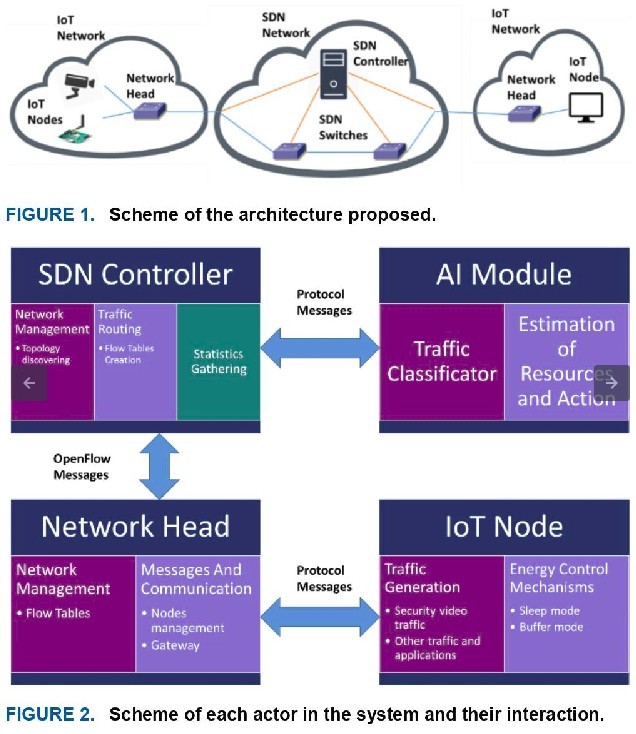 IoT
Network
IoT
Nodes
Network
Head
SDN
Network
SDN
Controller
SDN
Switches
IoT
Network
Network
Head
IoT
Node
FIGURE 1. Scheme of the architecture proposed.
SDN Controller
Network
Management
• Topology
discovering
Traffic
Routing
• Flow Tables
Creation
Statistics
Gathering
Protocol
Messages
AI Module
Traffic
Classificator
Estimation
of
Resources
and Action
OpenFlow
Messages
Network Head
Network
Management
• Flow Tables
Messages And
Communication
• Nodes
management
• Gateway
Protocol
Messages
IoT Node
Traffic
Generation
• Security video
traffic
• Other traffic and
applications
Energy Control
Mechanisms
• Sleep mode
• Buffer mode
FIGURE 2. Scheme of each actor in the system and their interaction.